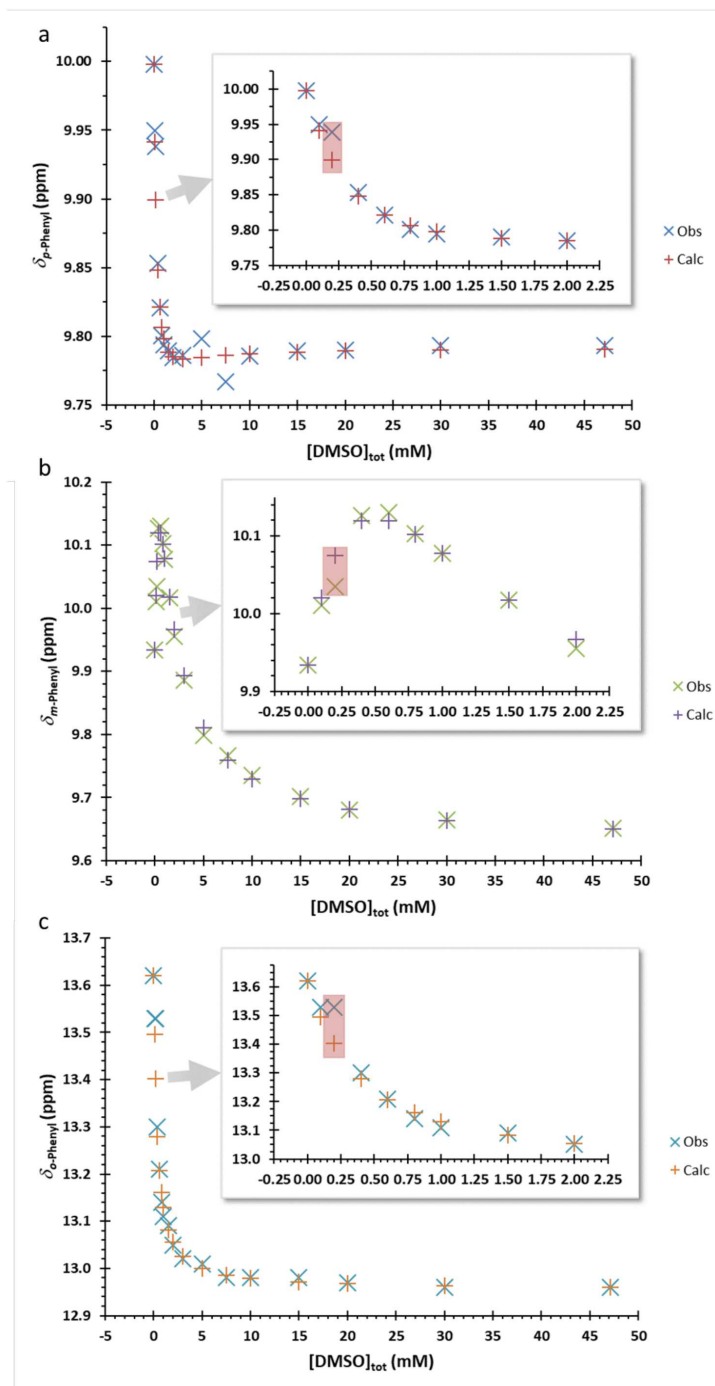 a
10.00
9.95
9.90
9.85
9.80
9.75
δp-Phenyl (ppm)
10.00
9.95
9.90
9.85
9.80
9.75
-0.25 0.00 0.25 0.50 0.75 1.00 1.25 1.50 1.75 2.00 2.25
Obs
Calc
-5 0 5 10 15 20 25 30 35 40 45 50
[DMSO]tot (mM)
b
10.2
10.1
10.0
9.9
9.8
9.7
9.6
δm-Phenyl (ppm)
10.1
10.0
9.9
-0.25 0.00 0.25 0.50 0.75 1.00 1.25 1.50 1.75 2.00 2.25
Obs
Calc
-5 0 5 10 15 20 25 30 35 40 45 50
[DMSO]tot (mM)
c
13.7
13.6
13.5
13.4
13.3
13.2
13.1
13.0
12.9
δo-Phenyl (ppm)
13.6
13.5
13.4
13.3
13.2
13.1
13.0
-0.25 0.00 0.25 0.50 0.75 1.00 1.25 1.50 1.75 2.00 2.25
Obs
Calc
-5 0 5 10 15 20 25 30 35 40 45 50
[DMSO]tot (mM)